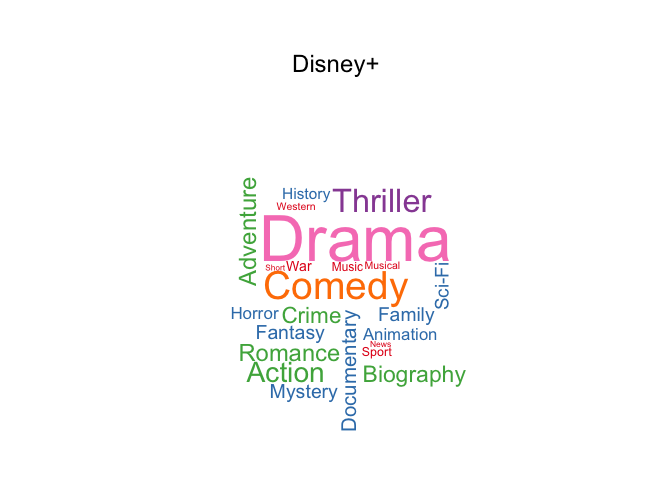 Disney+
Adventure
History
Thriller
Western
Drama
Short
War
Music
Musical
Comedy
Sci-Fi
Horror
Crime
Family
Fantasy
Documentary
Animation
News
Sport
Romance
Action
Biography
Mystery